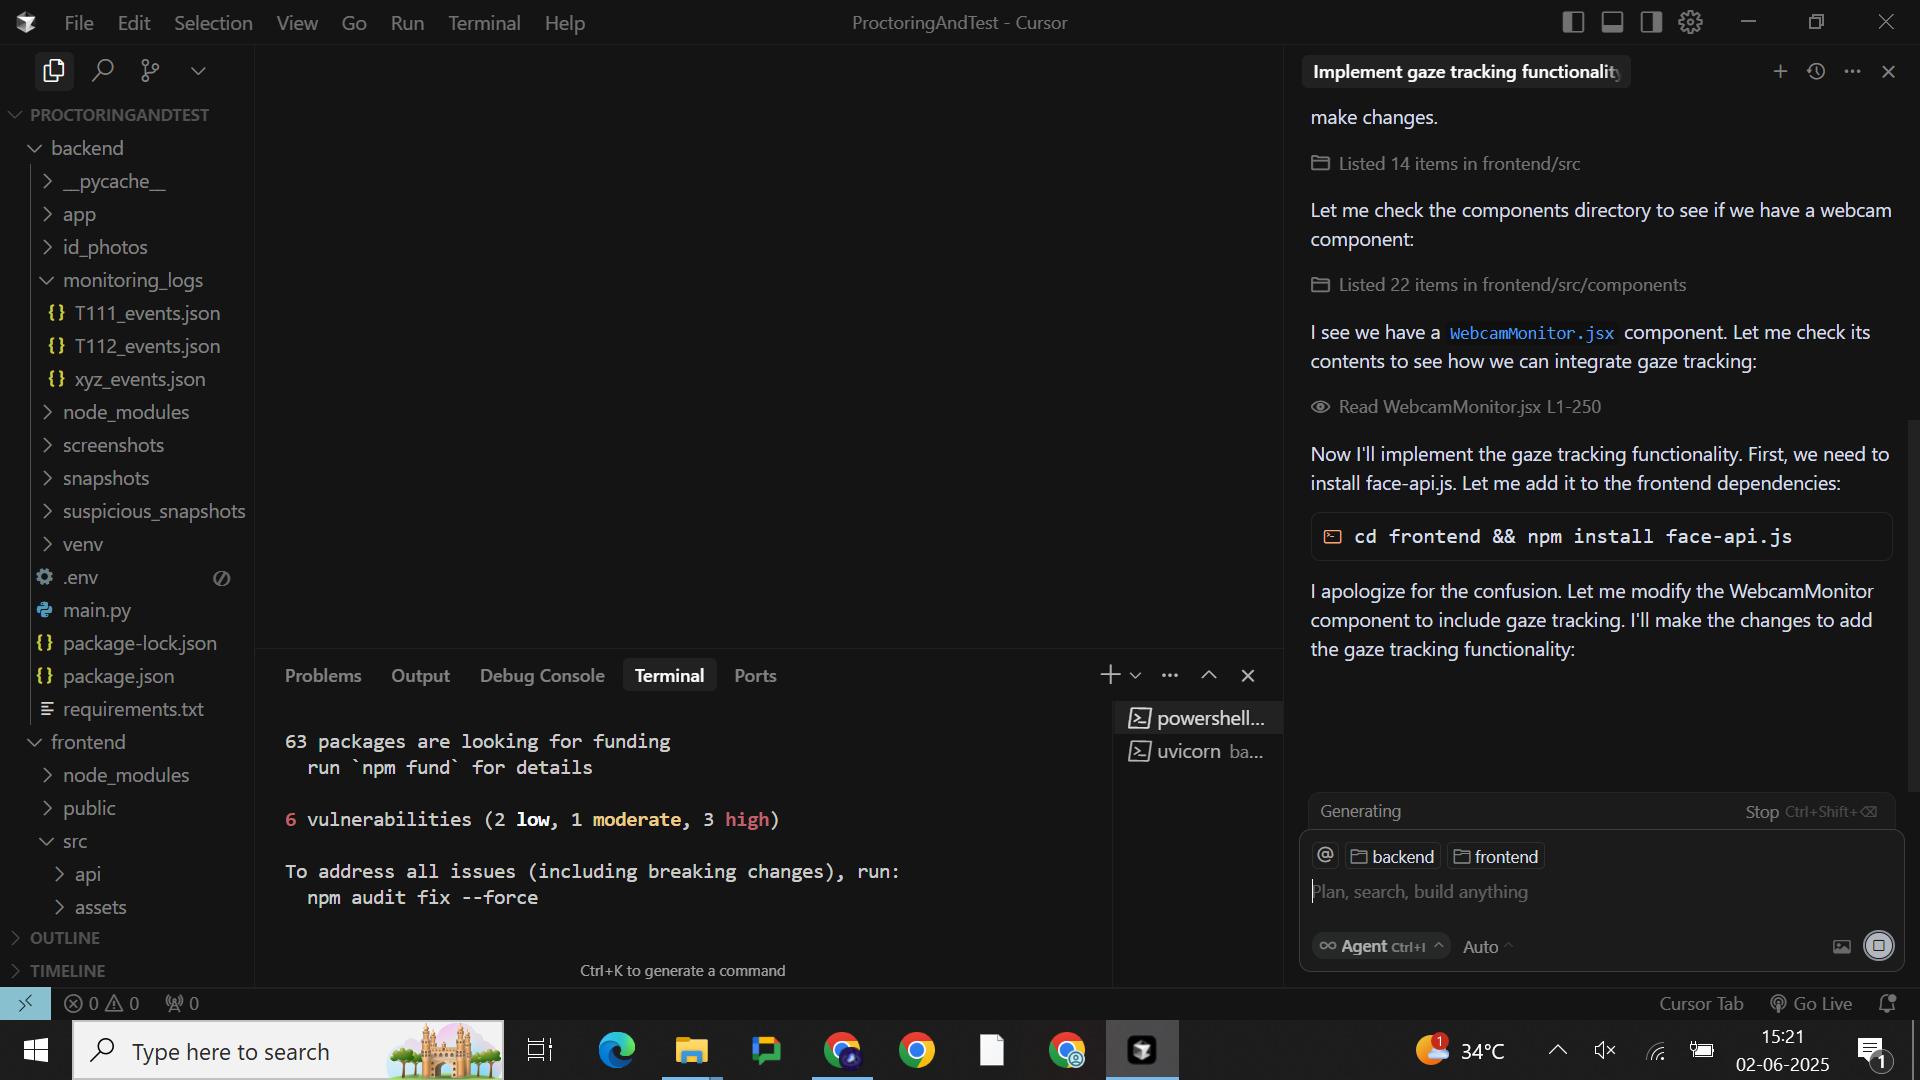 File Edit Selection View Go Run Terminal Help
ProctoringAndTest - Cursor
PROCTORINGANDTEST
backend
__pycache__
app
id_photos
monitoring_logs
{} T111_events.json
{} T112_events.json
{} xyz_events.json
node_modules
screenshots
snapshots
suspicious_snapshots
venv
.env
main.py
{} package-lock.json
{} package.json
requirements.txt
frontend
node_modules
public
src
api
assets
OUTLINE
TIMELINE
Problems Output Debug Console Terminal Ports
63 packages are looking for funding
run `npm fund` for details
6 vulnerabilities (2 low, 1 moderate, 3 high)
To address all issues (including breaking changes), run:
npm audit fix --force
Ctrl+K to generate a command
powershell...
uvicorn ba...
Implement gaze tracking functionality
make changes.
Listed 14 items in frontend/src
Let me check the components directory to see if we have a webcam
component:
Listed 22 items in frontend/src/components
I see we have a WebcamMonitor.jsx component. Let me check its
contents to see how we can integrate gaze tracking:
Read WebcamMonitor.jsx L1-250
Now I'll implement the gaze tracking functionality. First, we need to
install face-api.js. Let me add it to the frontend dependencies:
cd frontend && npm install face-api.js
I apologize for the confusion. Let me modify the WebcamMonitor
component to include gaze tracking. I'll make the changes to add
the gaze tracking functionality:
Generating Stop Ctrl+Shift+⌫
@ backend frontend
Plan, search, build anything
∞ Agent Ctrl+I Auto
0 0 0
Cursor Tab Go Live
Type here to search
1 34°C
15:21
02-06-2025
1